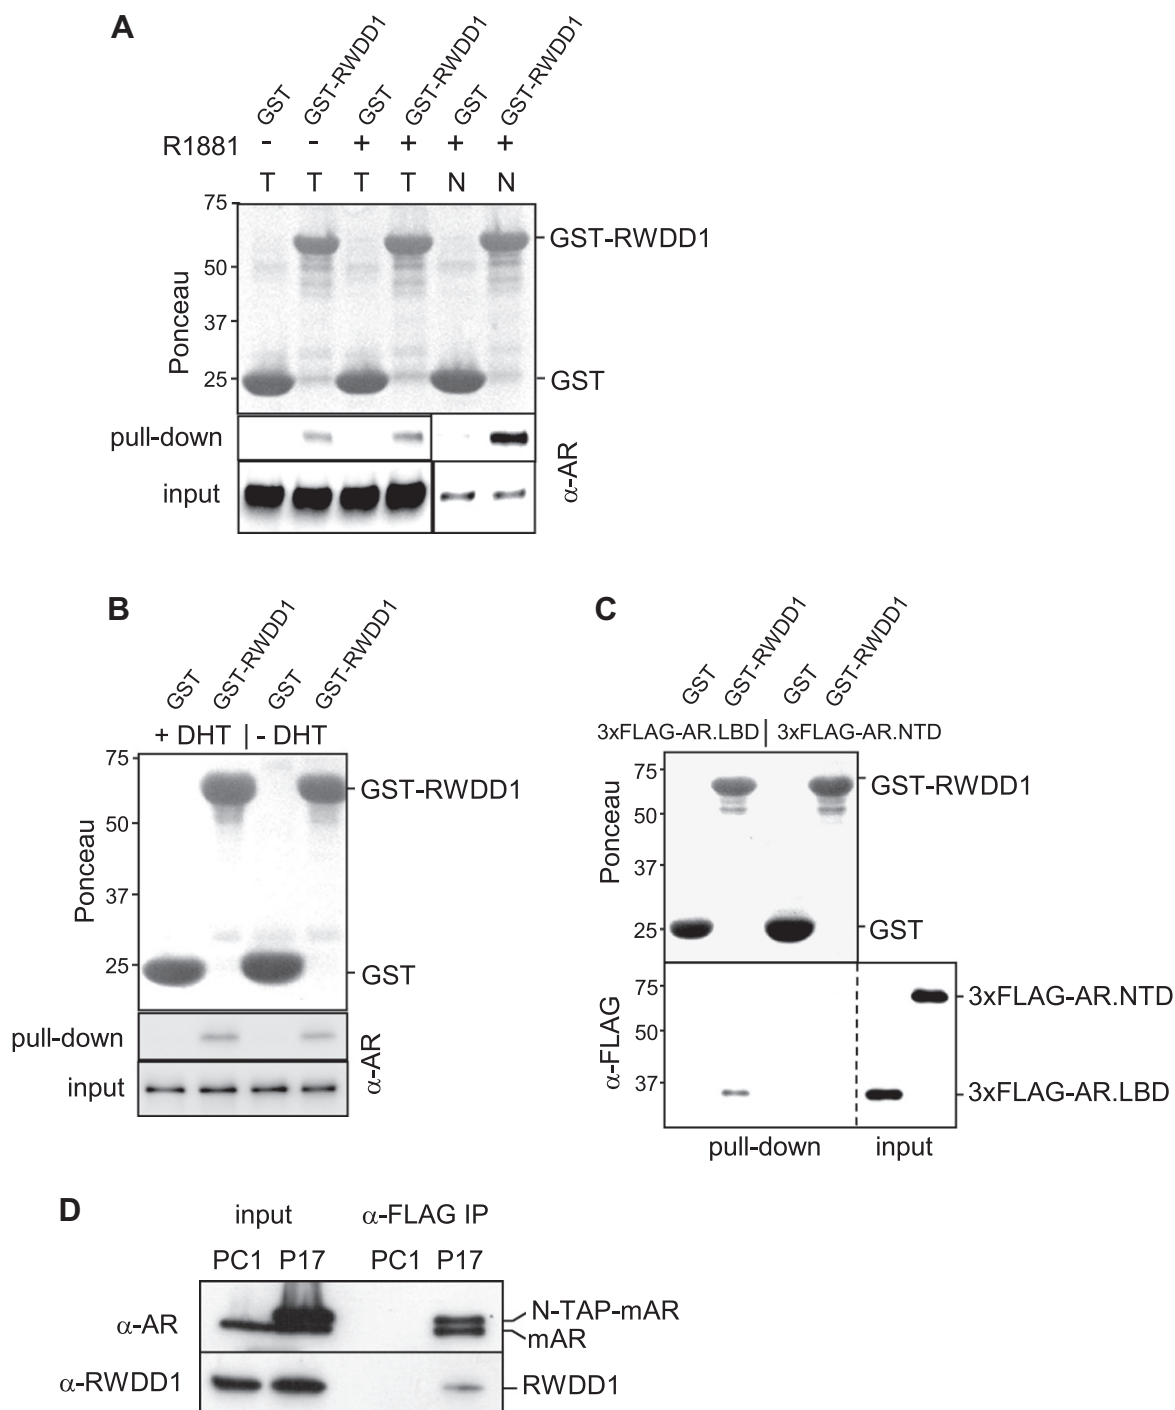 A
GST GST-RWDD1 GST GST-RWDD1 GST GST-RWDD1
R1881 - - + + + +
T T T T N N
75
50
37
25
Ponceau
GST-RWDD1
GST
pull-down
input
α-AR
B
GST GST-RWDD1 GST GST-RWDD1
+ DHT | - DHT
75
50
37
25
Ponceau
GST-RWDD1
GST
pull-down
input
α-AR
C
GST GST-RWDD1 GST GST-RWDD1
3xFLAG-AR.LBD | 3xFLAG-AR.NTD
75
50
37
25
Ponceau
GST-RWDD1
GST
75
50
37
α-FLAG
3xFLAG-AR.NTD
3xFLAG-AR.LBD
pull-down input
D
input α-FLAG IP
PC1 P17 PC1 P17
α-AR
N-TAP-mAR
mAR
α-RWDD1
RWDD1